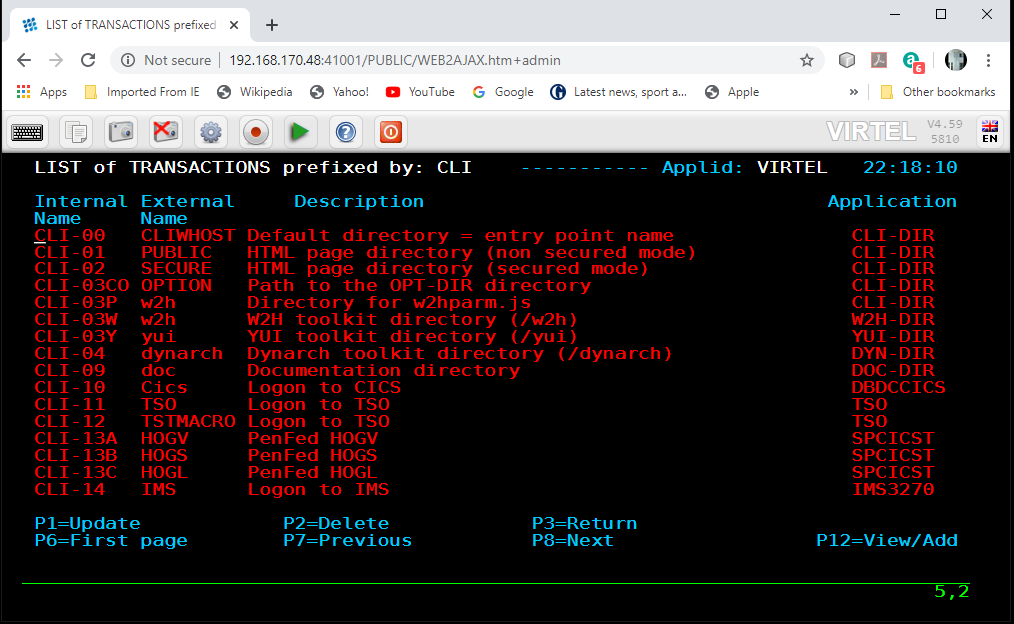 LIST of TRANSACTIONS prefixed
Not secure 192.168.170.48:41001/PUBLIC/WEB2AJAX.htm+admin
6
Apps Imported From IE Wikipedia Yahoo! YouTube Google Latest news, sport a... Apple » Other bookmarks
VIRTEL V4.59 5810 EN
LIST of TRANSACTIONS prefixed by: CLI ----------- Applid: VIRTEL 22:18:10
Internal External Description Application
Name Name
CLI-00 CLIWHOST Default directory = entry point name CLI-DIR
CLI-01 PUBLIC HTML page directory (non secured mode) CLI-DIR
CLI-02 SECURE HTML page directory (secured mode) CLI-DIR
CLI-03CO OPTION Path to the OPT-DIR directory CLI-DIR
CLI-03P w2h Directory for w2hparm.js CLI-DIR
CLI-03W w2h W2H toolkit directory (/w2h) W2H-DIR
CLI-03Y yui YUI toolkit directory (/yui) YUI-DIR
CLI-04 dynarch Dynarch toolkit directory (/dynarch) DYN-DIR
CLI-09 doc Documentation directory DOC-DIR
CLI-10 Cics Logon to CICS DBDCCICS
CLI-11 TSO Logon to TSO TSO
CLI-12 TSTMACRO Logon to TSO TSO
CLI-13A HOGV PenFed HOGV SPCICST
CLI-13B HOGS PenFed HOGS SPCICST
CLI-13C HOGL PenFed HOGL SPCICST
CLI-14 IMS Logon to IMS IMS3270
P1=Update P2=Delete P3=Return
P6=First page P7=Previous P8=Next P12=View/Add
5,2